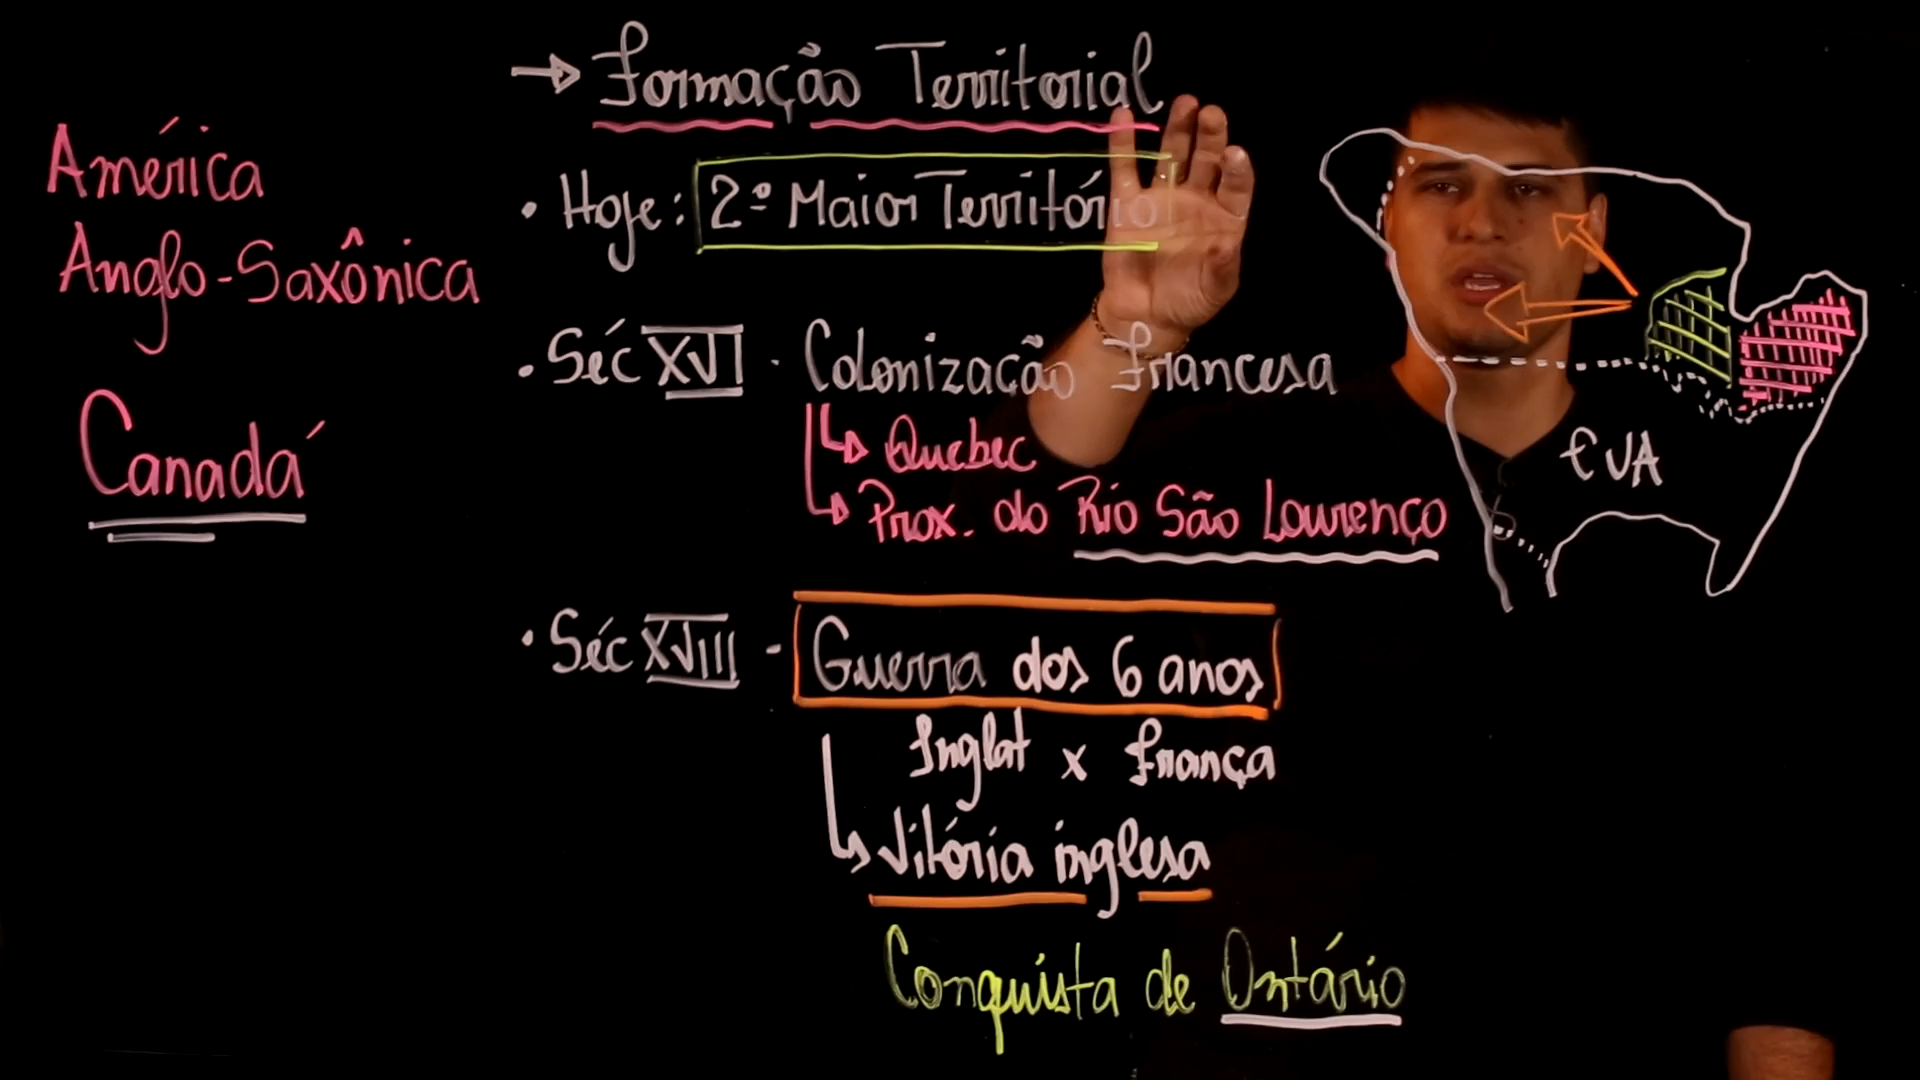 América
Anglo-Saxônica
Canadá
→ Formação Territorial
• Hoje: 2º Maior Território
• Séc XVI - Colonização Francesa
↳ Quebec
↳ Prox. do Rio São Lourenço
• Séc XVIII - Guerra dos 6 anos
Inglat x França
↳ Vitória inglesa
Conquista de Ontário
EUA